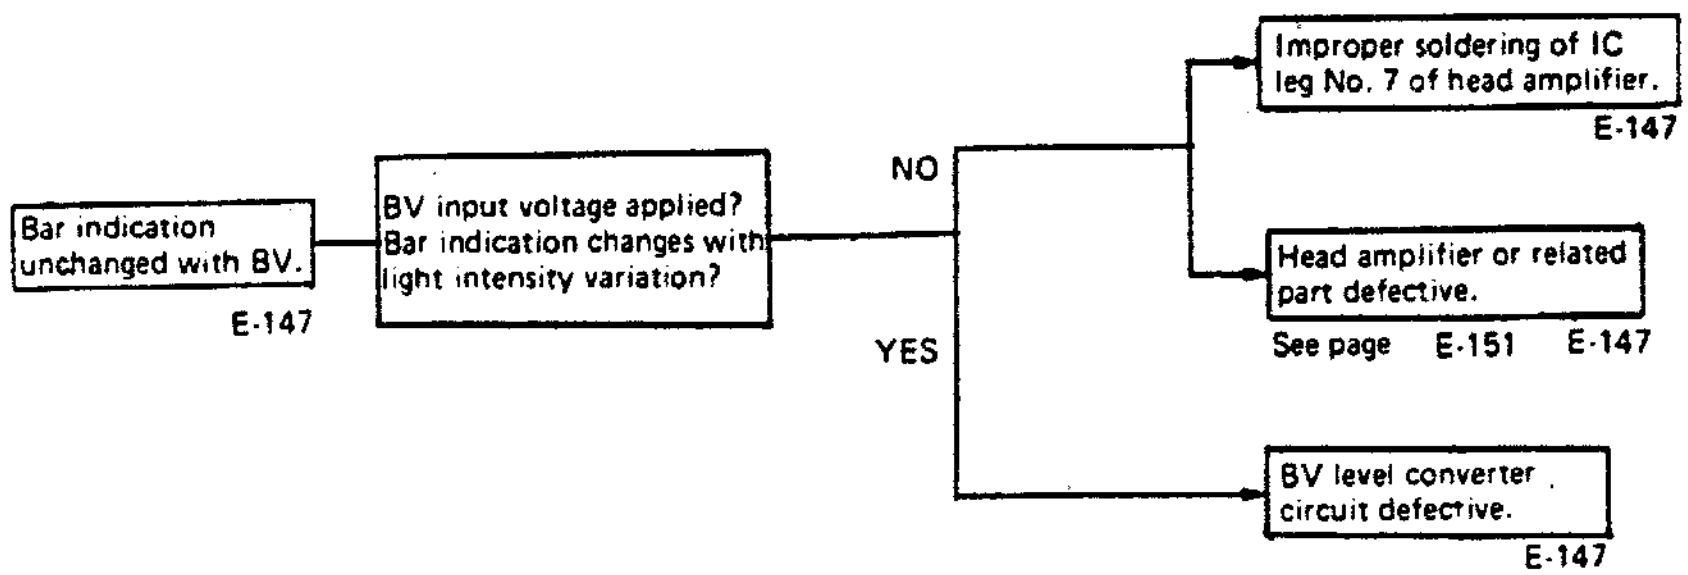 Bar indication
unchanged with BV.
E-147
BV input voltage applied?
Bar indication changes with
light intensity variation?
NO
YES
Improper soldering of IC
leg No. 7 of head amplifier.
E-147
Head amplifier or related
part defective.
See page E-151 E-147
BV level converter
circuit defective.
E-147